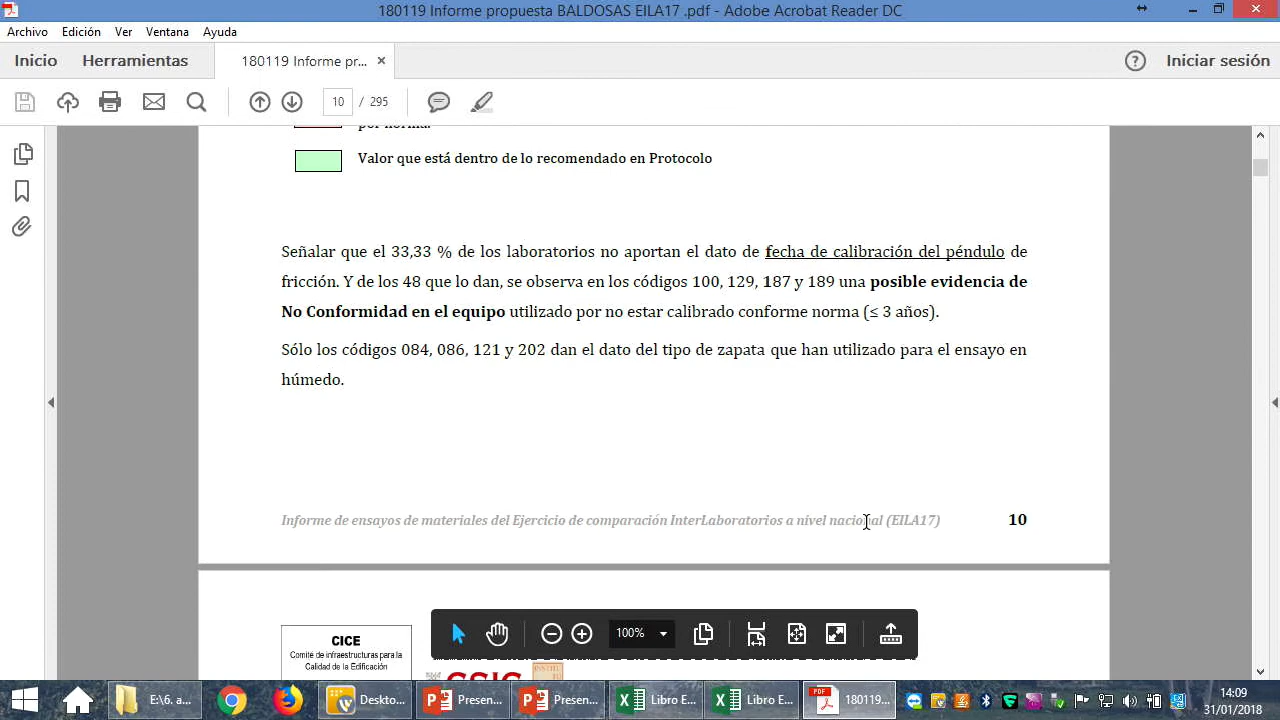 180119 Informe propuesta BALDOSAS EILA17 .pdf - Adobe Acrobat Reader DC
Archivo Edición Ver Ventana Ayuda
Inicio Herramientas 180119 Informe pr... × Iniciar sesión
10 / 295
por norma.
Valor que está dentro de lo recomendado en Protocolo
Señalar que el 33,33 % de los laboratorios no aportan el dato de fecha de calibración del péndulo de
fricción. Y de los 48 que lo dan, se observa en los códigos 100, 129, 187 y 189 una posible evidencia de
No Conformidad en el equipo utilizado por no estar calibrado conforme norma (≤ 3 años).
Sólo los códigos 084, 086, 121 y 202 dan el dato del tipo de zapata que han utilizado para el ensayo en
húmedo.
Informe de ensayos de materiales del Ejercicio de comparación InterLaboratorios a nivel nacional (EILA17) 10
CICE
Comité de infraestructuras para la
Calidad de la Edificación
CSIC
100%
E:\6. a... Deskto... Presen... Presen... Libro E... Libro E... PDF 180119...
14:09
31/01/2018